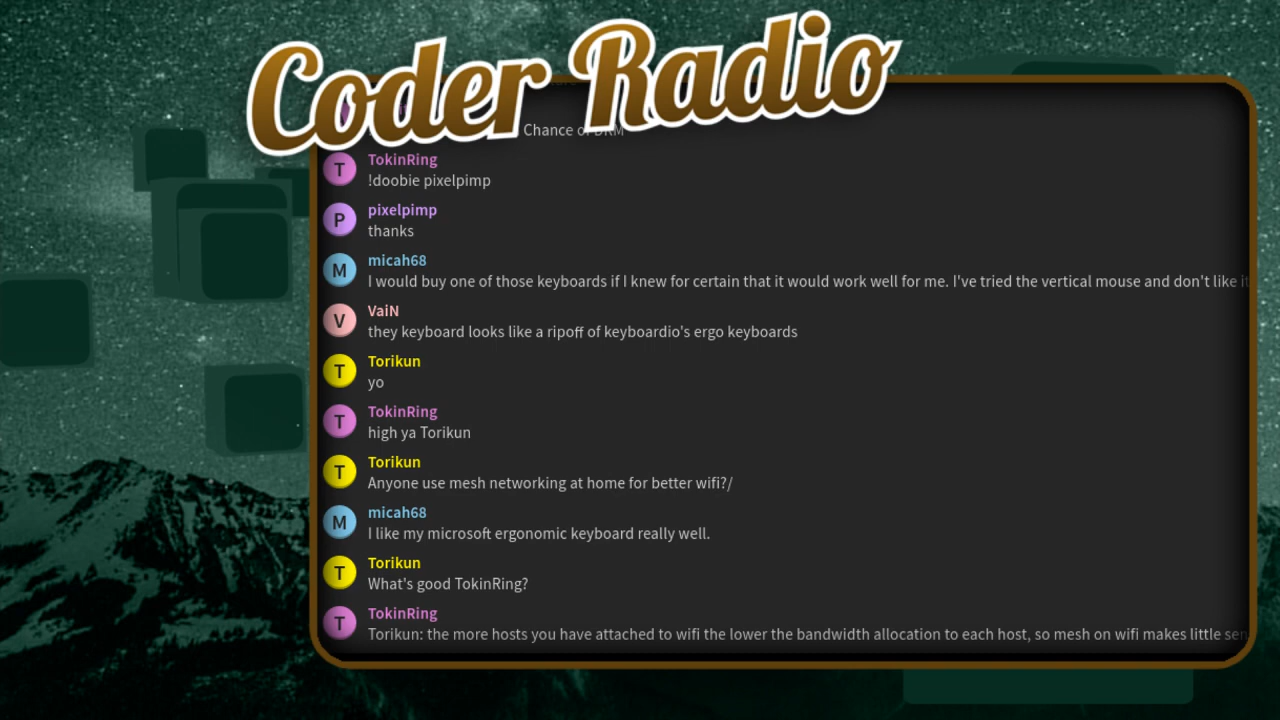 Coder Radio
Chance of DRM
T
TokinRing
!doobie pixelpimp
P
pixelpimp
thanks
M
micah68
I would buy one of those keyboards if I knew for certain that it would work well for me. I've tried the vertical mouse and don't like it
V
VaiN
they keyboard looks like a ripoff of keyboardio's ergo keyboards
T
Torikun
yo
T
TokinRing
high ya Torikun
T
Torikun
Anyone use mesh networking at home for better wifi?/
M
micah68
I like my microsoft ergonomic keyboard really well.
T
Torikun
What's good TokinRing?
T
TokinRing
Torikun: the more hosts you have attached to wifi the lower the bandwidth allocation to each host, so mesh on wifi makes little sen